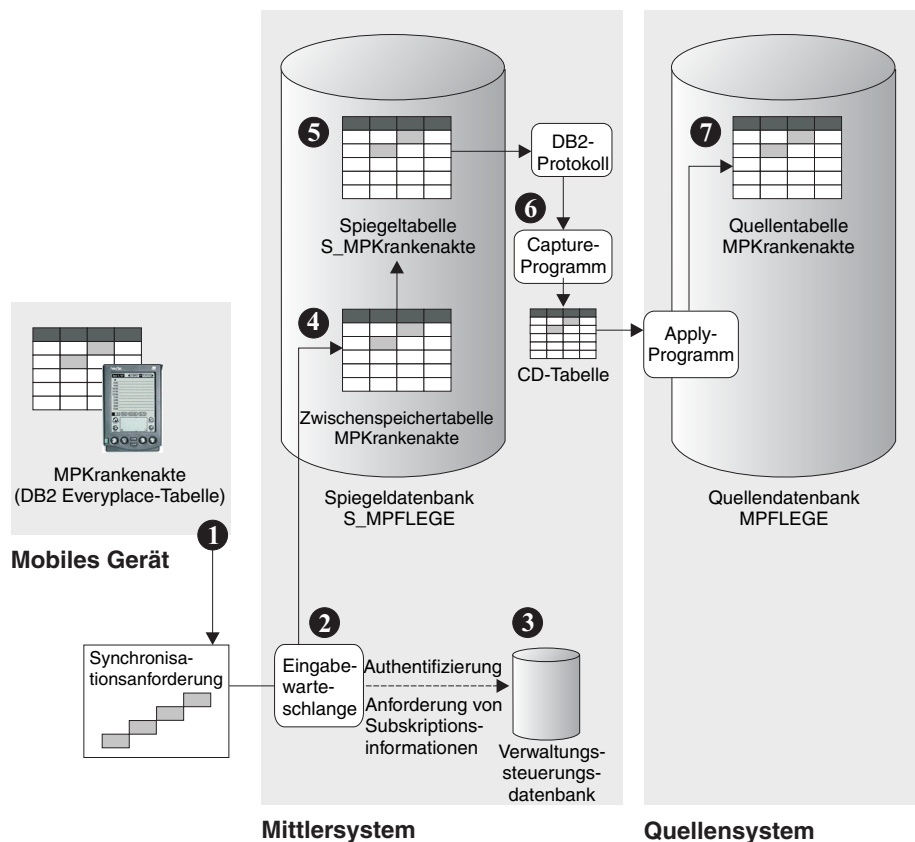 MPKrankenakte
(DB2 Everyplace-Tabelle)
1
Mobiles Gerät
Synchronisa-
tionsanforderung
2
Eingabe-
warte-
schlange
Authentifizierung
Anforderung von
Subskriptions-
informationen
3
Verwaltungs-
steuerungs-
datenbank
4
Zwischenspeichertabelle
MPKrankenakte
5
Spiegeltabelle
S_MPKrankenakte
Spiegeldatenbank
S_MPFLEGE
DB2-
Protokoll
6
Capture-
Programm
CD-Tabelle
Mittlersystem
Apply-
Programm
7
Quellentabelle
MPKrankenakte
Quellendatenbank
MPFLEGE
Quellensystem